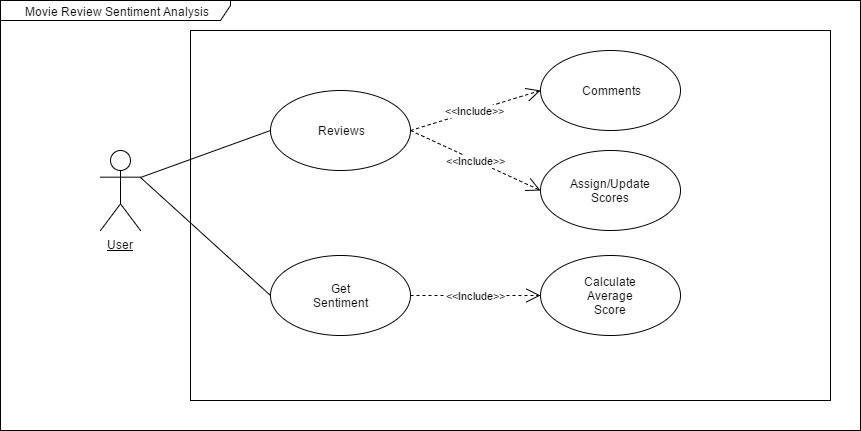 Movie Review Sentiment Analysis
Comments
<<Include>>
Reviews
<<Include>>
Assign/Update
Scores
User
Get
Sentiment
<<Include>>
Calculate
Average
Score